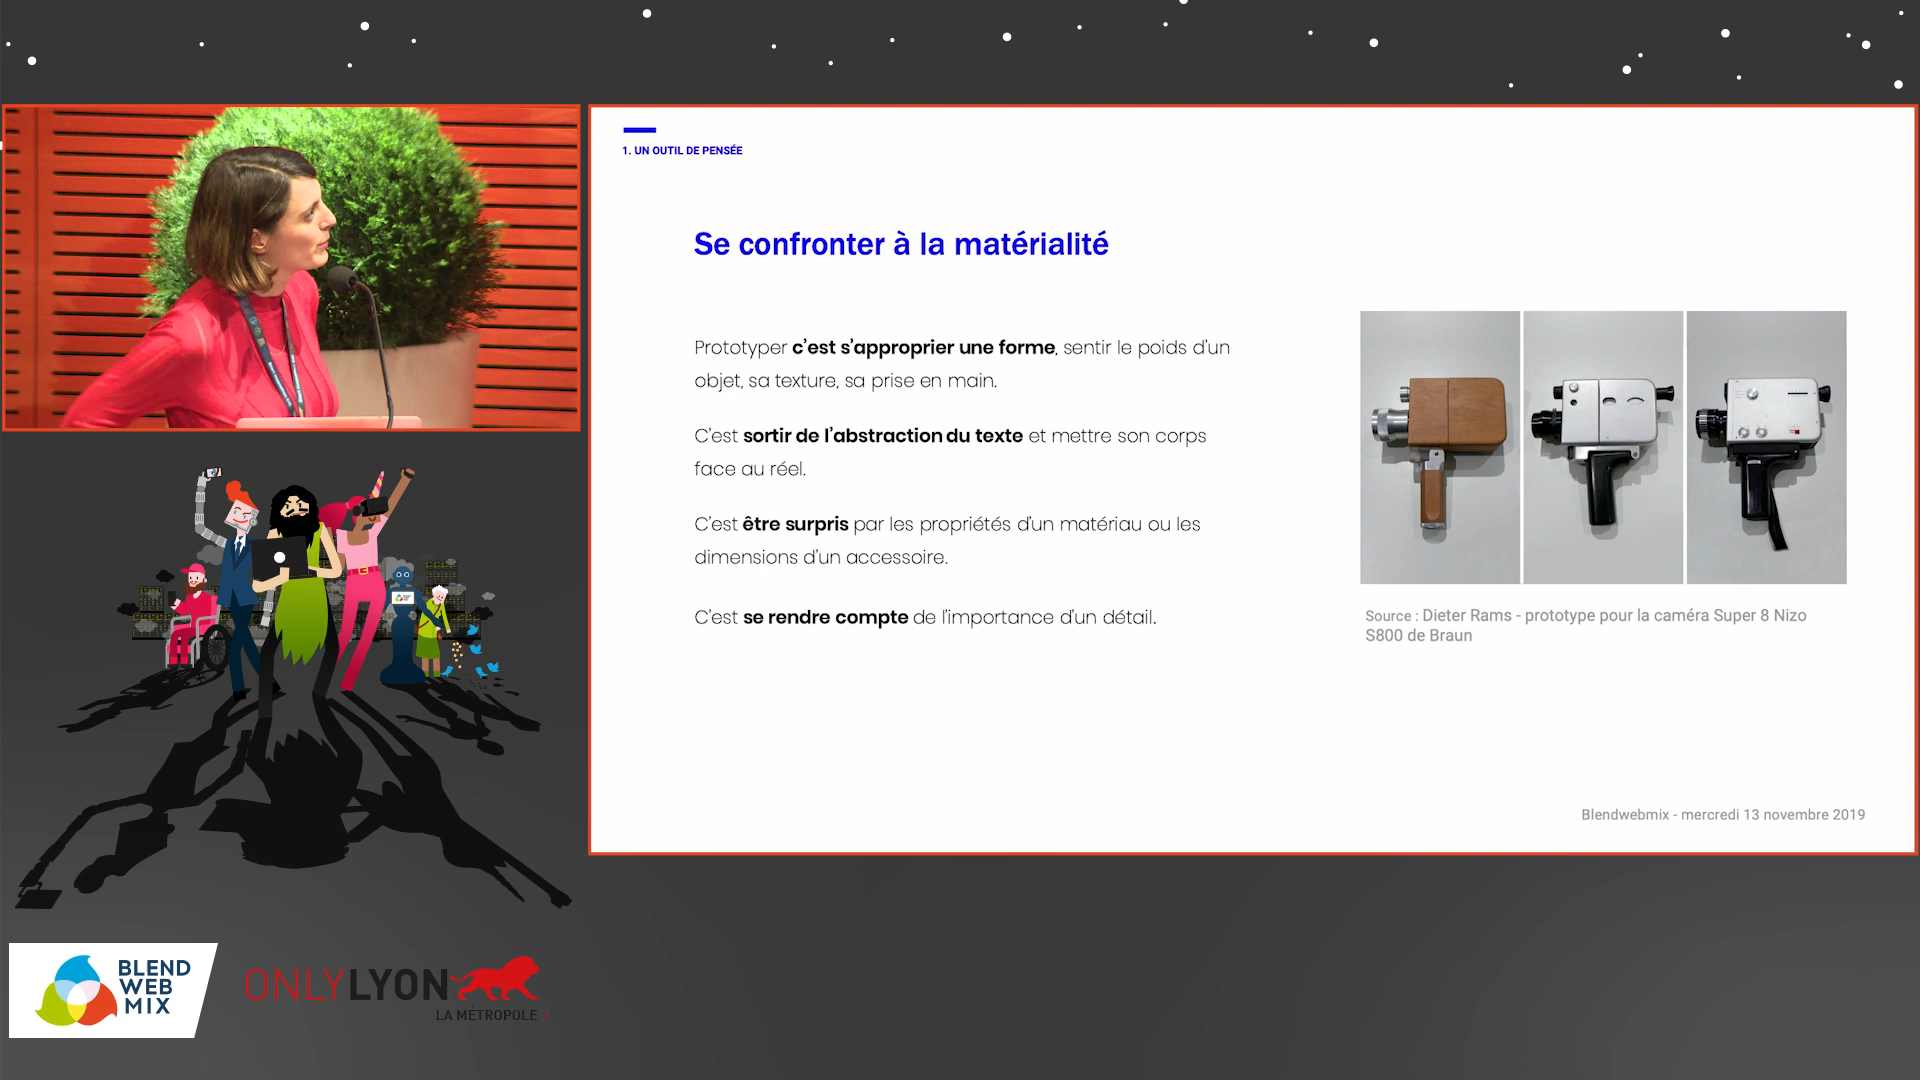 1. UN OUTIL DE PENSÉE
Se confronter à la matérialité
Prototyper c’est s’approprier une forme, sentir le poids d’un
objet, sa texture, sa prise en main.
C’est sortir de l’abstraction du texte et mettre son corps
face au réel.
C’est être surpris par les propriétés d’un matériau ou les
dimensions d’un accessoire.
C’est se rendre compte de l’importance d’un détail.
Source : Dieter Rams - prototype pour la caméra Super 8 Nizo
S800 de Braun
Blendwebmix - mercredi 13 novembre 2019
BLEND
WEB
MIX
ONLYLYON
LA MÉTROPOLE